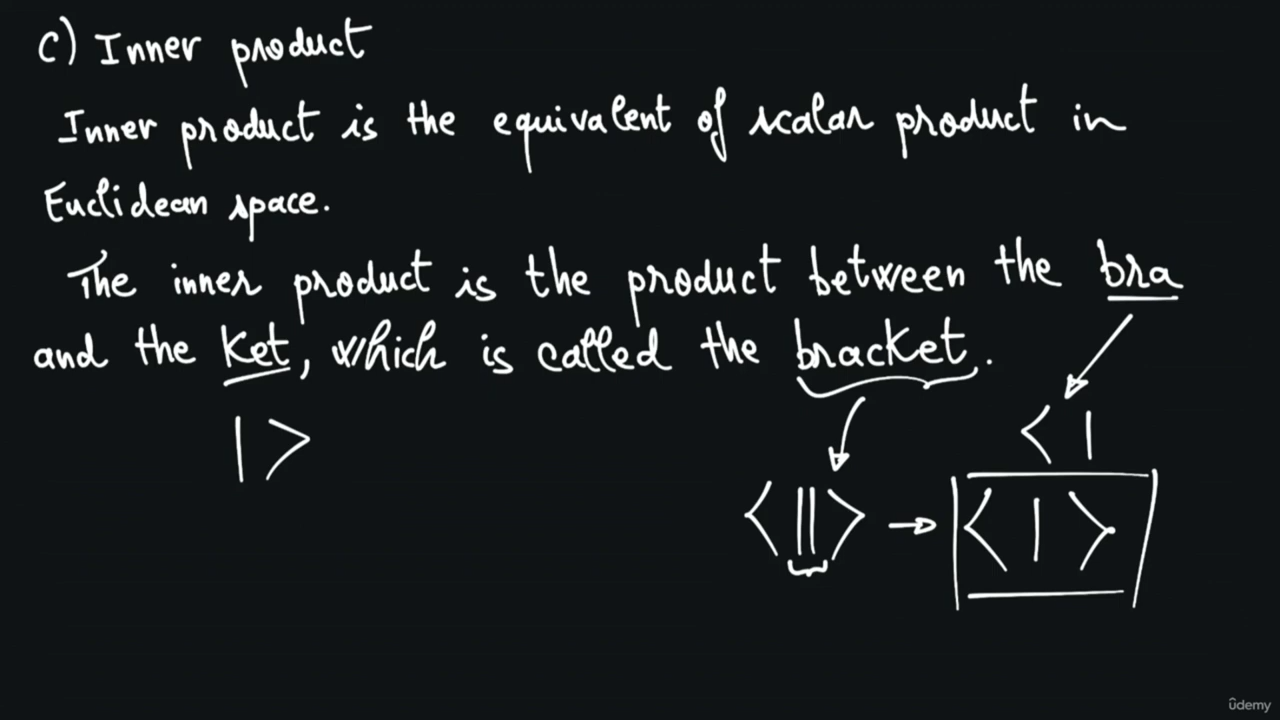 c) Inner product
Inner product is the equivalent of scalar product in
Euclidean space.
The inner product is the product between the bra
and the Ket, which is called the bracket.
| >
< |
< || > → < | >
ûdemy